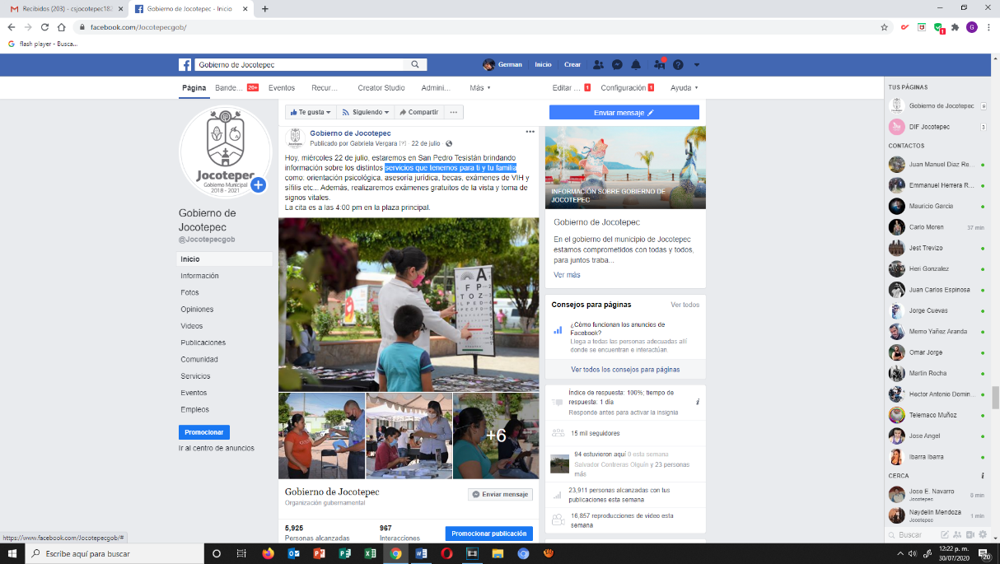 Recibidos (203) - csjocotepec182
Gobierno de Jocotepec - Inicio
facebook.com/Jocotepecgob/
G
flash player - Busca...
Gobierno de Jocotepec
German
Inicio
Crear
Página
Bande...
20+
Eventos
Recur...
Creator Studio
Admini...
Más
Editar ...
1
Configuración
1
Ayuda
Jocotepec
Gobierno Municipal
2018 - 2021
Gobierno de
Jocotepec
@Jocotepecgob
Inicio
Información
Fotos
Opiniones
Videos
Publicaciones
Comunidad
Servicios
Eventos
Empleos
Promocionar
Ir al centro de anuncios
Te gusta
Siguiendo
Compartir
...
Enviar mensaje
Gobierno de Jocotepec
Publicado por Gabriela Vergara [?] · 22 de julio ·
Hoy, miércoles 22 de julio, estaremos en San Pedro Tesistán brindando
información sobre los distintos servicios que tenemos para ti y tu familia
como: orientación psicológica, asesoría jurídica, becas, exámenes de VIH y
sífilis etc... Además, realizaremos exámenes gratuitos de la vista y toma de
signos vitales.
La cita es a las 4:00 pm en la plaza principal.
A
F P
T O Z
L P E D
+6
Gobierno de Jocotepec
Organización gubernamental
Enviar mensaje
5,925
Personas alcanzadas
967
Interacciones
Promocionar publicación
INFORMACIÓN SOBRE GOBIERNO DE
JOCOTEPEC
Gobierno de Jocotepec
En el gobierno del municipio de Jocotepec
estamos comprometidos con todas y todos,
para juntos traba...
Ver más
Consejos para páginas
Ver todos
¿Cómo funcionan los anuncios de
Facebook?
Llega a todas las personas adecuadas allí
donde se encuentran e interactúan.
Ver todos los consejos para páginas
Índice de respuesta: 100%; tiempo de
respuesta: 1 día
Responde antes para activar la insignia
15 mil seguidores
94 estuvieron aquí 0 esta semana
Salvador Contreras Olquin y 23 personas
más
23,911 personas alcanzadas con tus
publicaciones esta semana
16,857 reproducciones de video esta
semana
TUS PÁGINAS
Gobierno de Jocotepec
9
DIF Jocotepec
3
CONTACTOS
Juan Manuel Diaz Re...
Emmanuel Herrera R...
Mauricio Garcia
Carlo Moren
37 min
Jest Trevizo
Heri Gonzalez
Juan Carlos Espinosa
Jorge Cuevas
Memo Yañez Aranda
Omar Jorge
Martin Rocha
Hector Antonio Domin...
Telemaco Muñoz
Jose Angel
Ibarra Ibarra
CERCA
Jose E. Navarro
Jocotepec
8 min
Naydelin Mendoza
Jocotepec
1 min
Buscar
https://www.facebook.com/Jocotepecgob/#
Escribe aquí para buscar
12:22 p. m.
30/07/2020
20